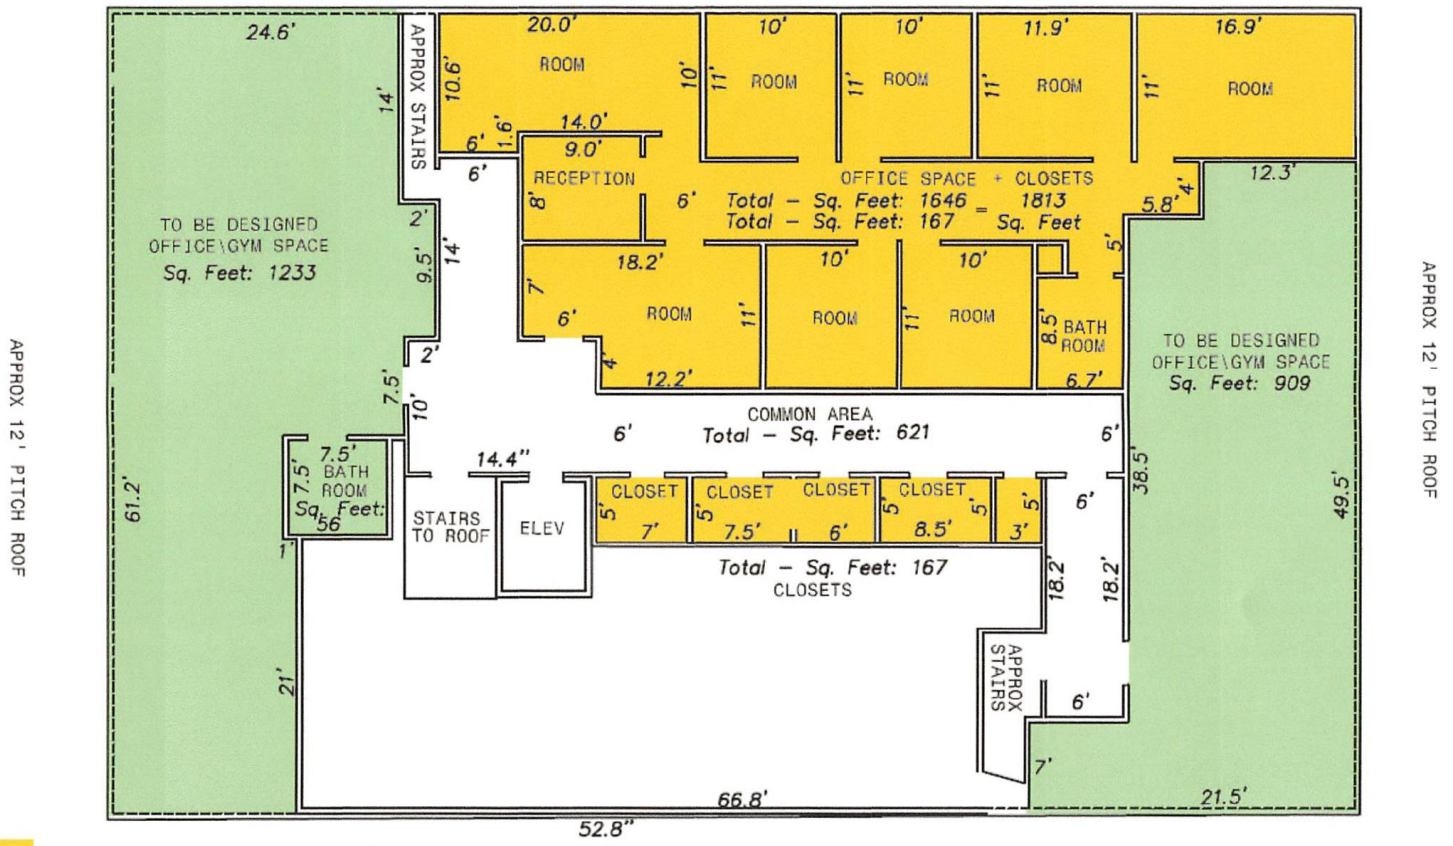 24.6'
20.0'
10'
10'
11.9'
16.9'
APPROX STAIRS
14'
10.6'
ROOM
10'
11'
ROOM
11'
ROOM
11'
ROOM
11'
ROOM
6'
1.6'
14.0'
9.0'
6'
RECEPTION
8'
6'
OFFICE SPACE + CLOSETS
Total - Sq. Feet: 1646 = 1813
Total - Sq. Feet: 167 Sq. Feet
4'
12.3'
5.8'
5'
TO BE DESIGNED
OFFICE\GYM SPACE
Sq. Feet: 1233
2'
9.5'
14'
18.2'
10'
10'
7'
6'
ROOM
11'
ROOM
11'
ROOM
8.5'
BATH
ROOM
6.7'
4'
12.2'
TO BE DESIGNED
OFFICE\GYM SPACE
Sq. Feet: 909
2'
7.5'
10'
APPROX 12' PITCH ROOF
APPROX 12' PITCH ROOF
COMMON AREA
Total - Sq. Feet: 621
6'
6'
14.4"
38.5'
49.5'
61.2'
7.5'
7.5'
BATH
ROOM
Sq. Feet:
56
1'
STAIRS
TO ROOF
ELEV
CLOSET
5'
7'
CLOSET
5'
7.5'
CLOSET
6'
CLOSET
5'
8.5'
5'
5'
3'
6'
Total - Sq. Feet: 167
CLOSETS
18.2'
18.2'
21'
APPROX
STAIRS
6'
7'
66.8'
21.5'
52.8"